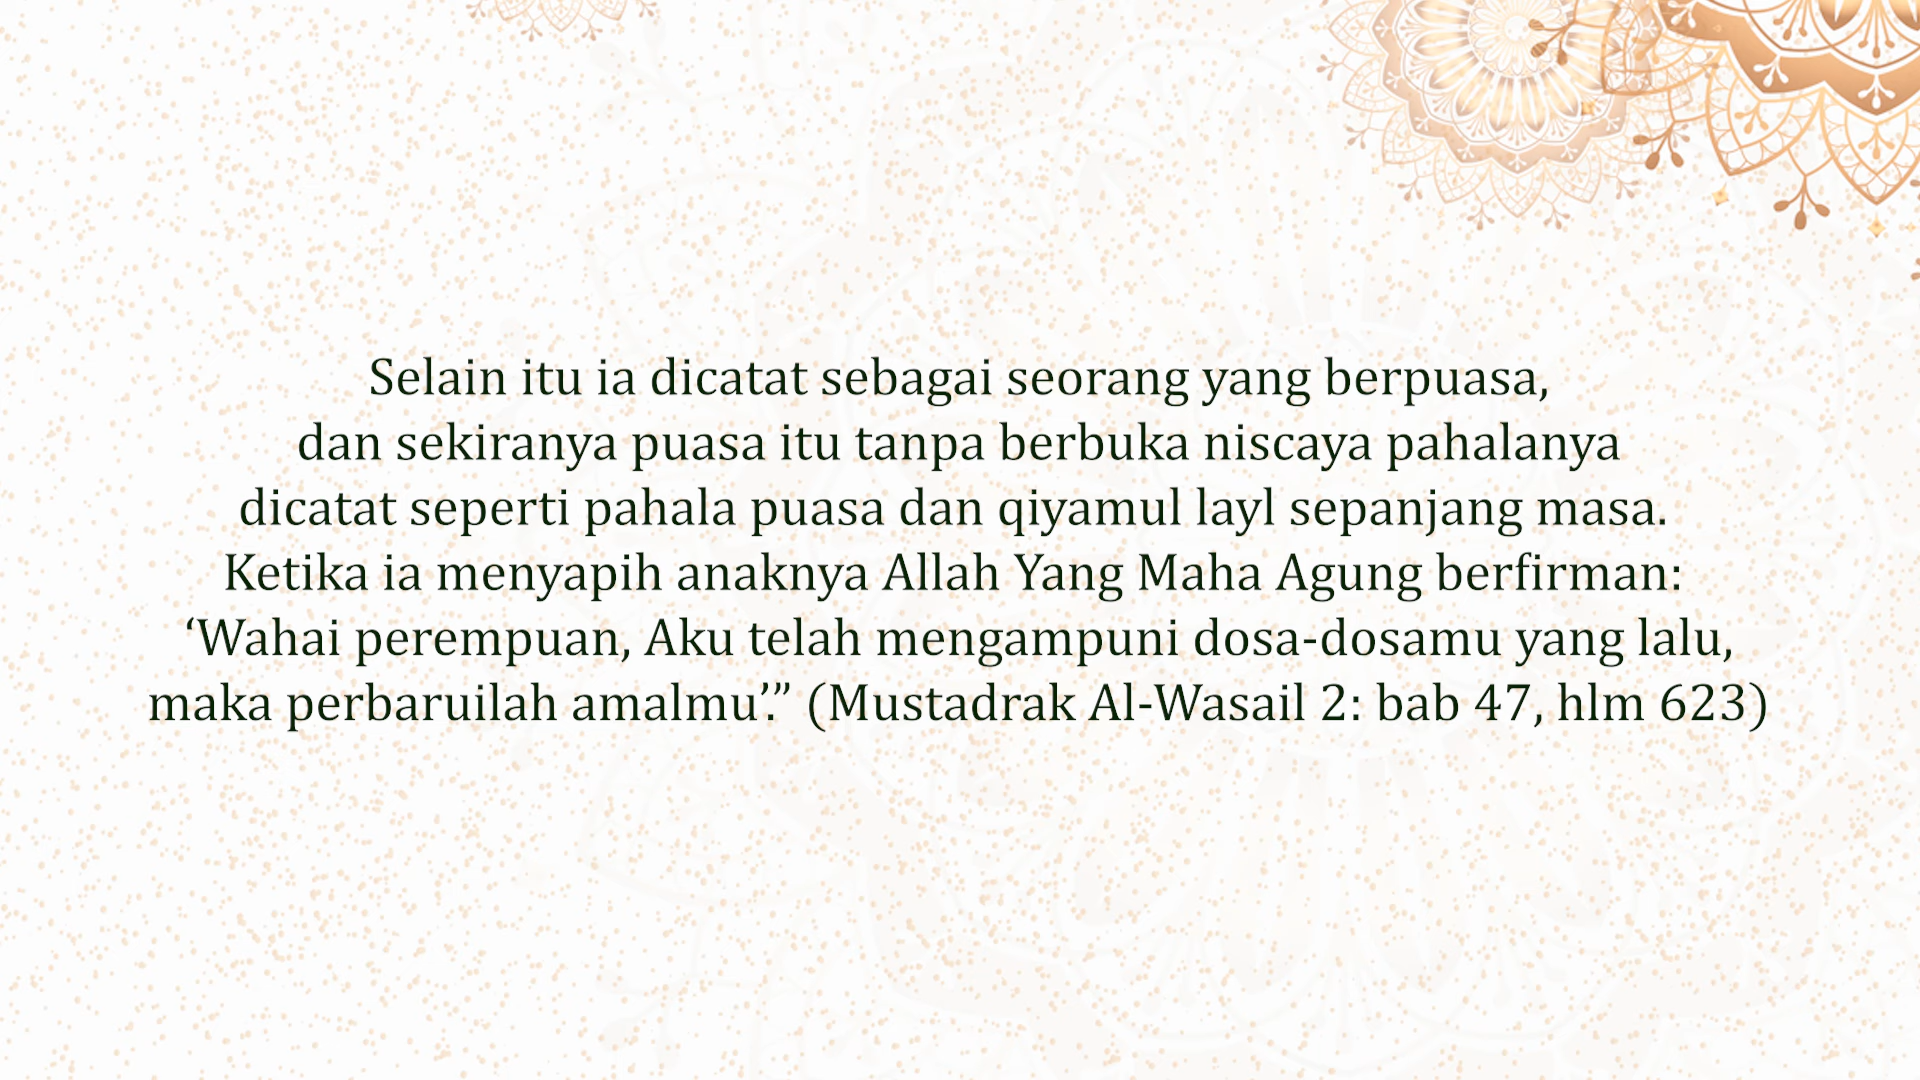 Selain itu ia dicatat sebagai seorang yang berpuasa,
dan sekiranya puasa itu tanpa berbuka niscaya pahalanya
dicatat seperti pahala puasa dan qiyamul layl sepanjang masa.
Ketika ia menyapih anaknya Allah Yang Maha Agung berfirman:
‘Wahai perempuan, Aku telah mengampuni dosa-dosamu yang lalu,
maka perbaruilah amalmu’.” (Mustadrak Al-Wasail 2: bab 47, hlm 623)